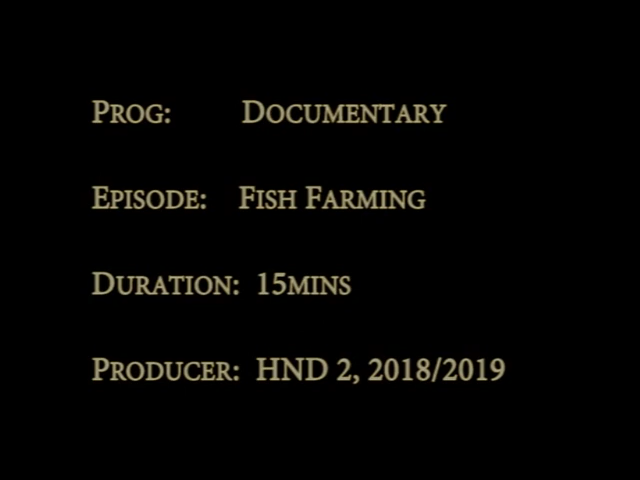 Prog: Documentary
Episode: Fish Farming
Duration: 15mins
Producer: HND 2, 2018/2019